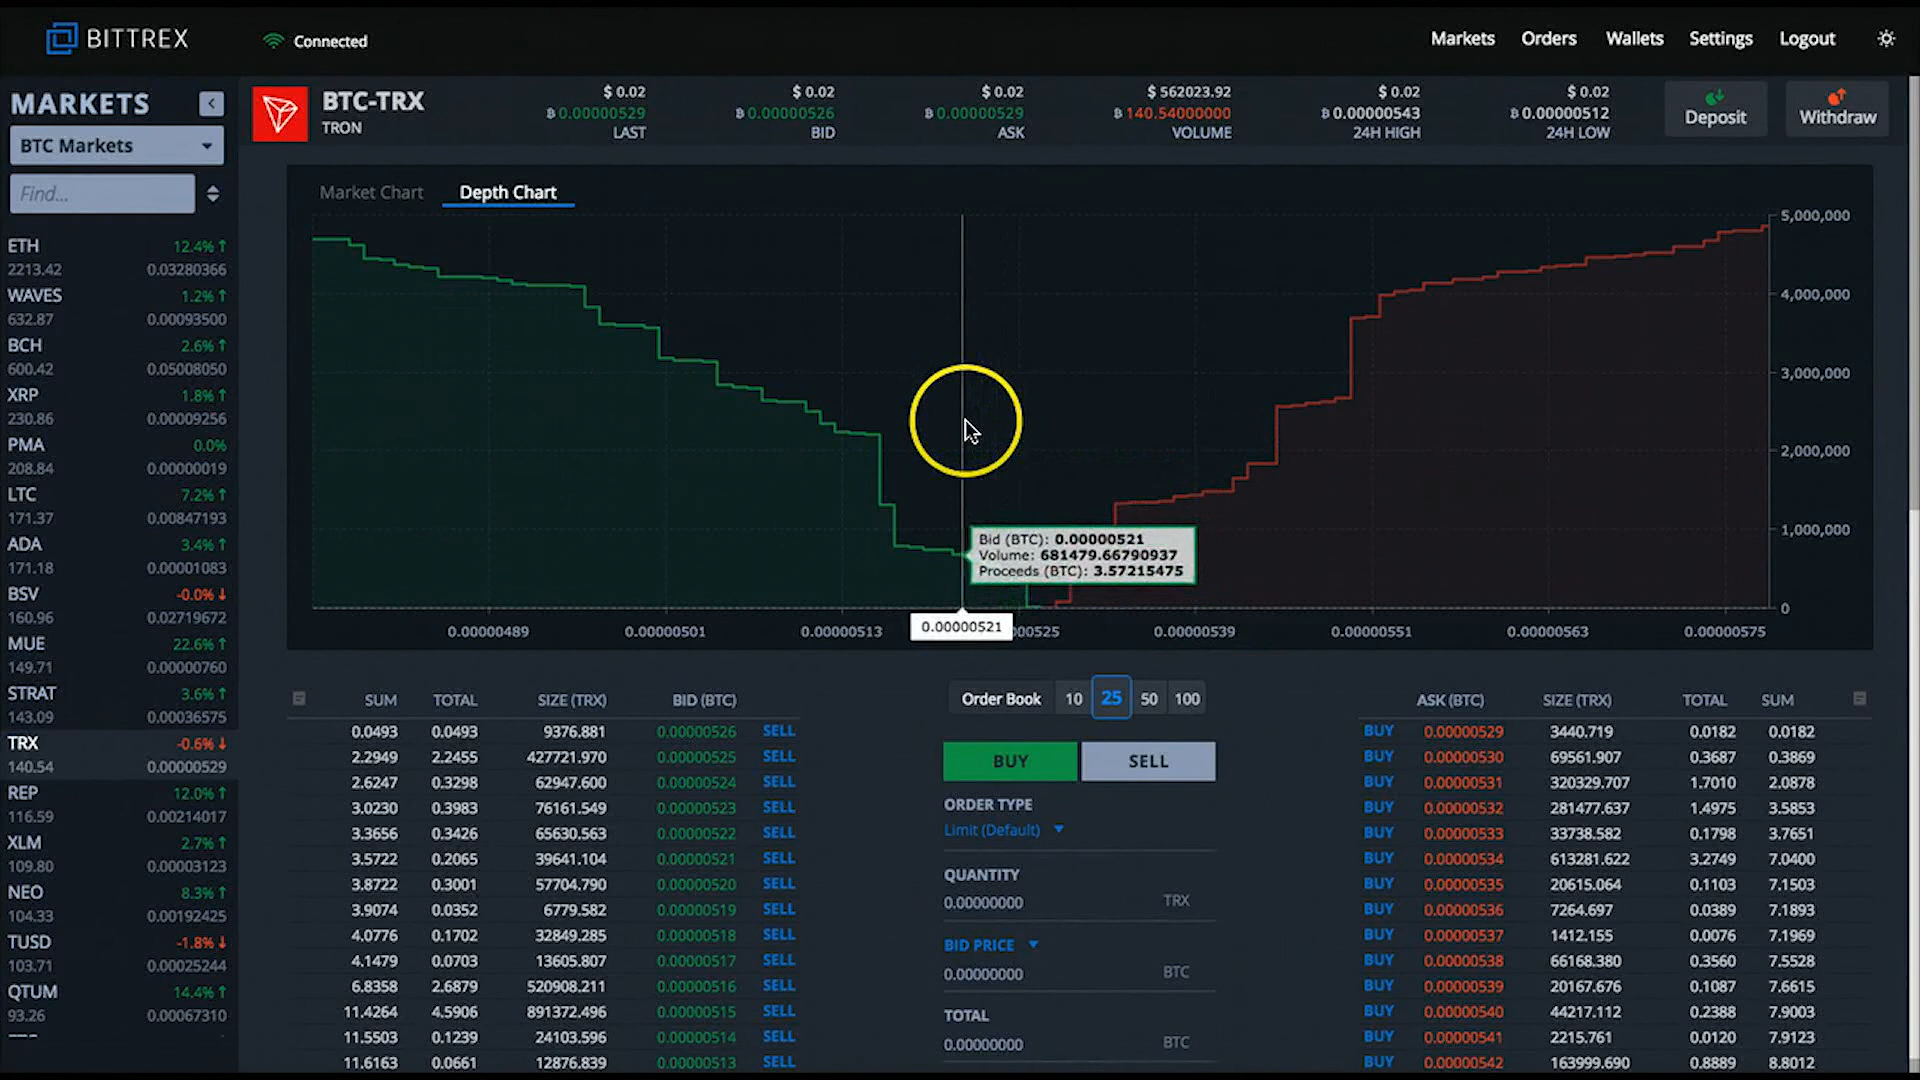 BITTREX
Connected
Markets Orders Wallets Settings Logout
MARKETS
BTC Markets
Find...
ETH 12.4% ↑
2213.42 0.03280366
WAVES 1.2% ↑
632.87 0.00093500
BCH 2.6% ↑
600.42 0.05008050
XRP 1.8% ↑
230.86 0.00009256
PMA 0.0%
208.84 0.00000019
LTC 7.2% ↑
171.37 0.00847193
ADA 3.4% ↑
171.18 0.00001083
BSV -0.0% ↓
160.96 0.02719672
MUE 22.6% ↑
149.71 0.00000760
STRAT 3.6% ↑
143.09 0.00036575
TRX -0.6% ↓
140.54 0.00000529
REP 12.0% ↑
116.59 0.00214017
XLM 2.7% ↑
109.80 0.00003123
NEO 8.3% ↑
104.33 0.00192425
TUSD -1.8% ↓
103.71 0.00025244
QTUM 14.4% ↑
93.26 0.00067310
BTC-TRX
TRON
$ 0.02
฿ 0.00000529
LAST
$ 0.02
฿ 0.00000526
BID
$ 0.02
฿ 0.00000529
ASK
$ 562023.92
฿ 140.54000000
VOLUME
$ 0.02
฿ 0.00000543
24H HIGH
$ 0.02
฿ 0.00000512
24H LOW
Deposit
Withdraw
Market Chart Depth Chart
5,000,000
4,000,000
3,000,000
2,000,000
1,000,000
0
Bid (BTC): 0.00000521
Volume: 681479.66790937
Proceeds (BTC): 3.57215475
0.00000489 0.00000501 0.00000513 0.00000521 00525 0.00000539 0.00000551 0.00000563 0.00000575
SUM TOTAL SIZE (TRX) BID (BTC)
0.0493 0.0493 9376.881 0.00000526 SELL
2.2949 2.2455 427721.970 0.00000525 SELL
2.6247 0.3298 62947.600 0.00000524 SELL
3.0230 0.3983 76161.549 0.00000523 SELL
3.3656 0.3426 65630.563 0.00000522 SELL
3.5722 0.2065 39641.104 0.00000521 SELL
3.8722 0.3001 57704.790 0.00000520 SELL
3.9074 0.0352 6779.582 0.00000519 SELL
4.0776 0.1702 32849.285 0.00000518 SELL
4.1479 0.0703 13605.807 0.00000517 SELL
6.8358 2.6879 520908.211 0.00000516 SELL
11.4264 4.5906 891372.496 0.00000515 SELL
11.5503 0.1239 24103.596 0.00000514 SELL
11.6163 0.0661 12876.839 0.00000513 SELL
Order Book 10 25 50 100
BUY SELL
ORDER TYPE
Limit (Default)
QUANTITY
0.00000000 TRX
BID PRICE
0.00000000 BTC
TOTAL
0.00000000 BTC
ASK (BTC) SIZE (TRX) TOTAL SUM
BUY 0.00000529 3440.719 0.0182 0.0182
BUY 0.00000530 69561.907 0.3687 0.3869
BUY 0.00000531 320329.707 1.7010 2.0878
BUY 0.00000532 281477.637 1.4975 3.5853
BUY 0.00000533 33738.582 0.1798 3.7651
BUY 0.00000534 613281.622 3.2749 7.0400
BUY 0.00000535 20615.064 0.1103 7.1503
BUY 0.00000536 7264.697 0.0389 7.1893
BUY 0.00000537 1412.155 0.0076 7.1969
BUY 0.00000538 66168.380 0.3560 7.5528
BUY 0.00000539 20167.676 0.1087 7.6615
BUY 0.00000540 44217.112 0.2388 7.9003
BUY 0.00000541 2215.761 0.0120 7.9123
BUY 0.00000542 163999.690 0.8889 8.8012